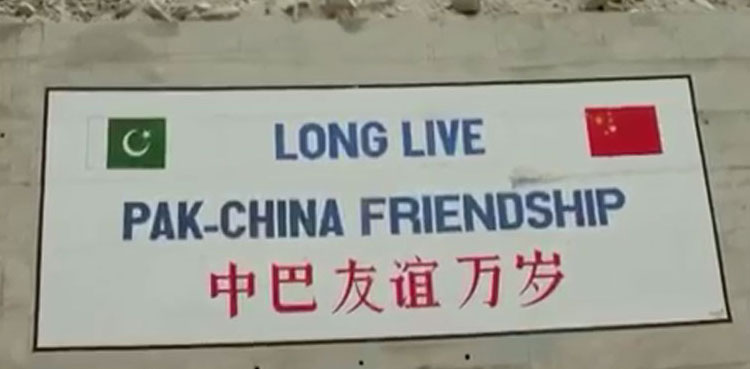 LONG LIVE
PAK-CHINA FRIENDSHIP
中巴友谊万岁